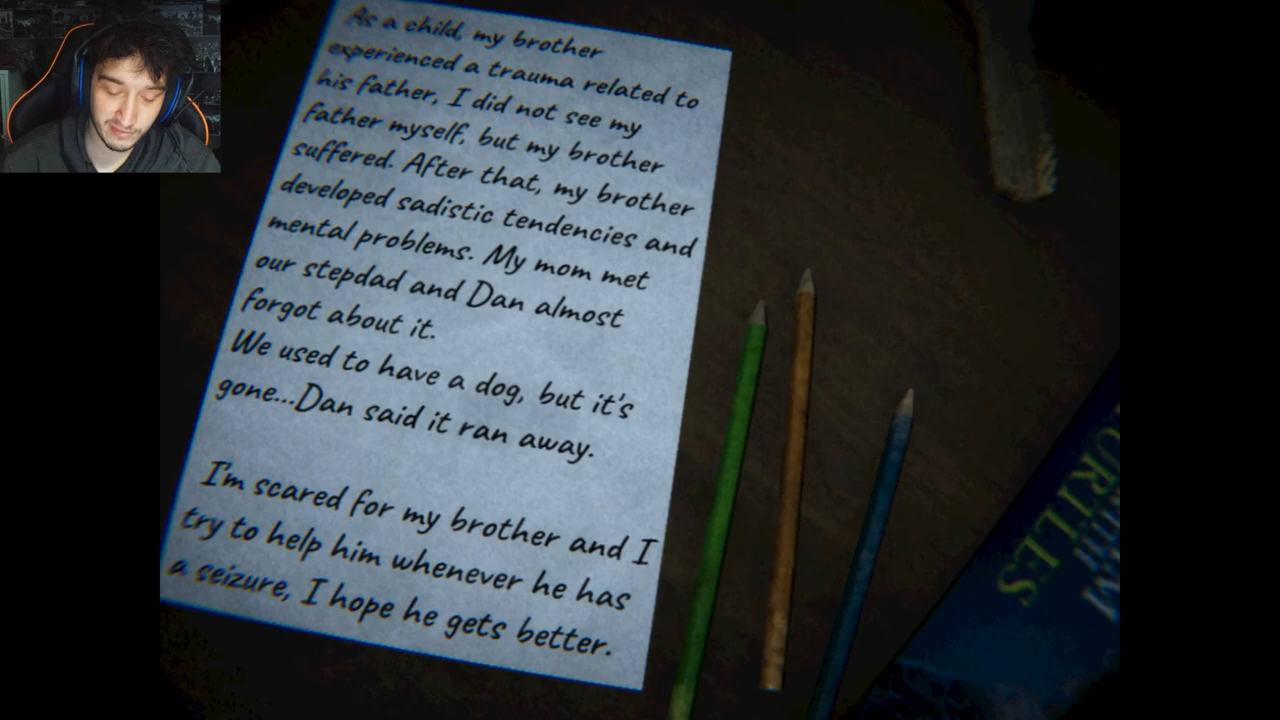 As a child, my brother
experienced a trauma related to
his father, I did not see my
father myself, but my brother
suffered. After that, my brother
developed sadistic tendencies and
mental problems. My mom met
our stepdad and Dan almost
forgot about it.
We used to have a dog, but it's
gone...Dan said it ran away.
I'm scared for my brother and I
try to help him whenever he has
a seizure, I hope he gets better.